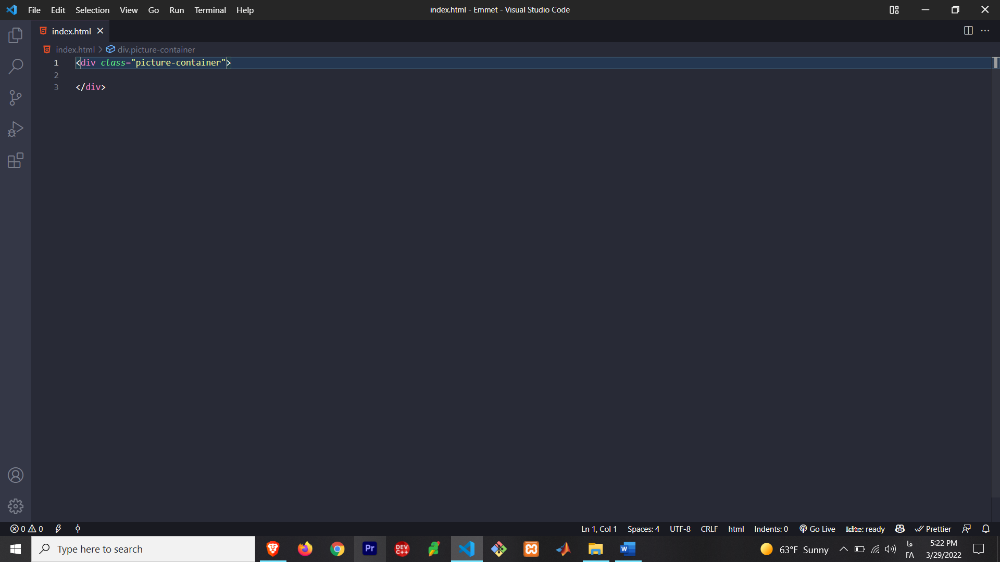 File Edit Selection View Go Run Terminal Help
index.html - Emmet - Visual Studio Code
index.html
index.html > div.picture-container
1 <div class="picture-container">
2
3 </div>
0 0
Ln 1, Col 1 Spaces: 4 UTF-8 CRLF html Indents: 0 Go Live kite: ready Prettier
Type here to search
Pr
DEV
C++
W
63°F Sunny
فا
FA
5:22 PM
3/29/2022